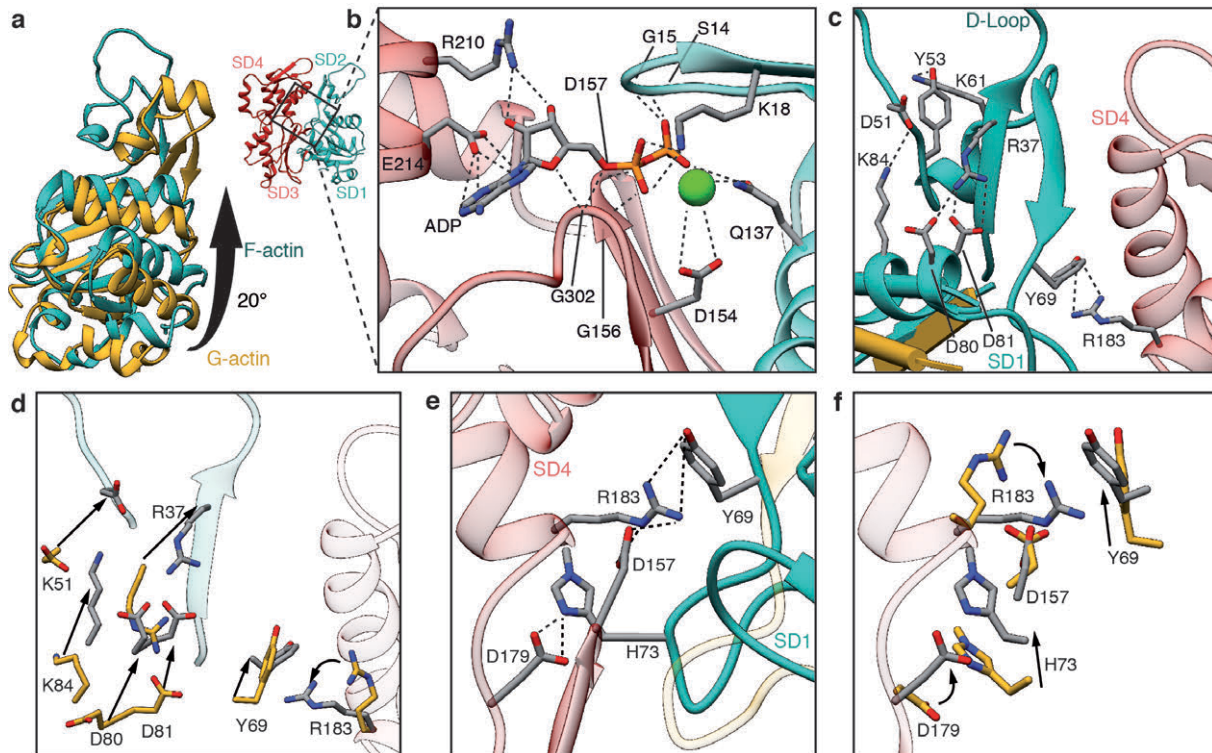 a
SD4
SD2
SD3
SD1
F-actin
20°
G-actin
b
R210
G15
S14
D157
K18
E214
ADP
Q137
G302
G156
D154
c
D-Loop
Y53
K61
SD4
D51
R37
K84
Y69
D80
D81
R183
SD1
d
R37
K51
K84
D80
D81
Y69
R183
e
SD4
R183
Y69
D157
SD1
D179
H73
f
R183
Y69
D157
H73
D179